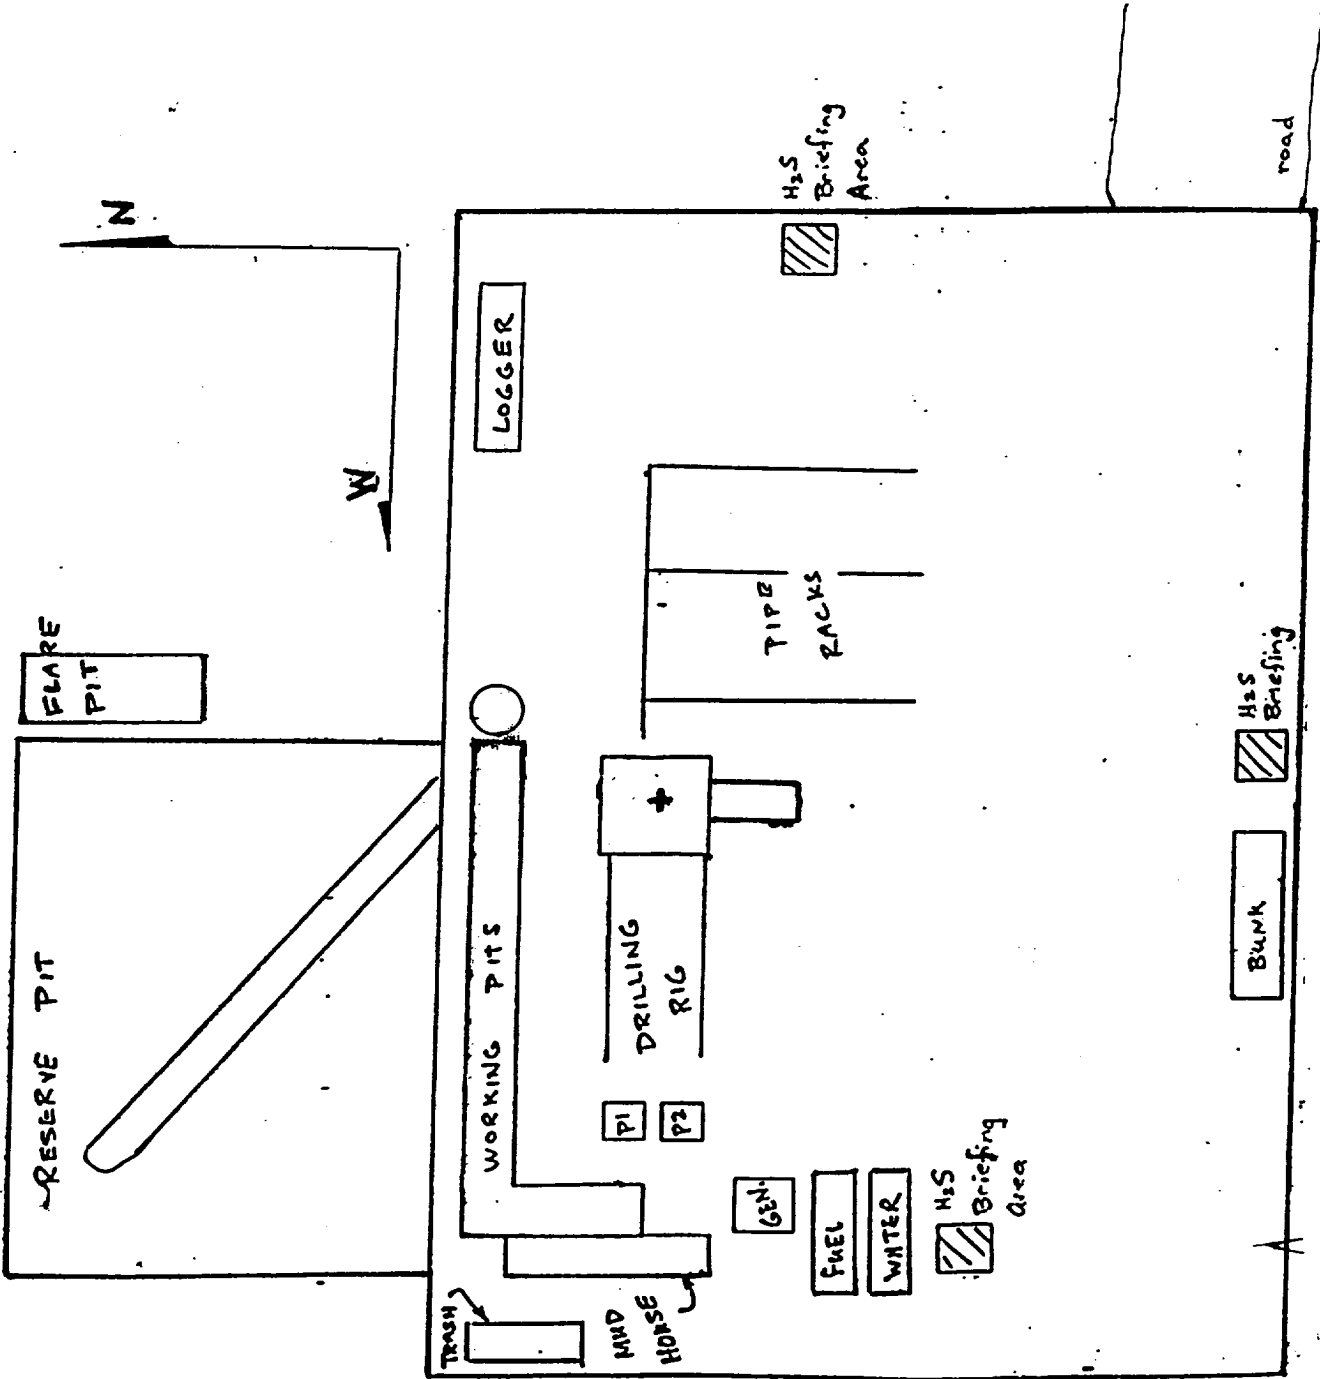 N
W
FLARE
PIT
RESERVE PIT
LOGGER
H2S
Briefing
Area
road
PIPE
RACKS
WORKING PITS
DRILLING
RIG
P1
P2
H2S
Briefing
BUNK
GEN.
FUEL
WATER
H2S
Briefing
area
TRASH
MUD
HOUSE